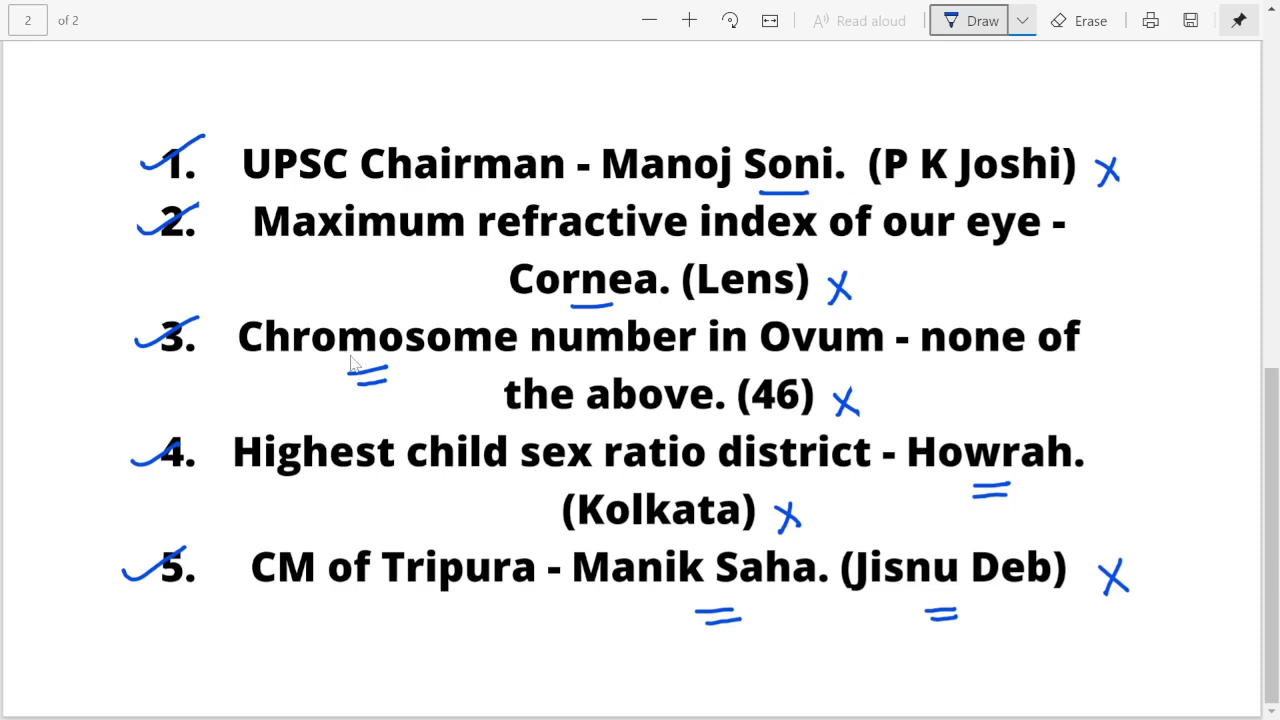 2 of 2 Read aloud Draw Erase
1. UPSC Chairman - Manoj Soni. (P K Joshi) x
2. Maximum refractive index of our eye -
Cornea. (Lens) x
3. Chromosome number in Ovum - none of
the above. (46) x
4. Highest child sex ratio district - Howrah.
(Kolkata) x
5. CM of Tripura - Manik Saha. (Jisnu Deb) x